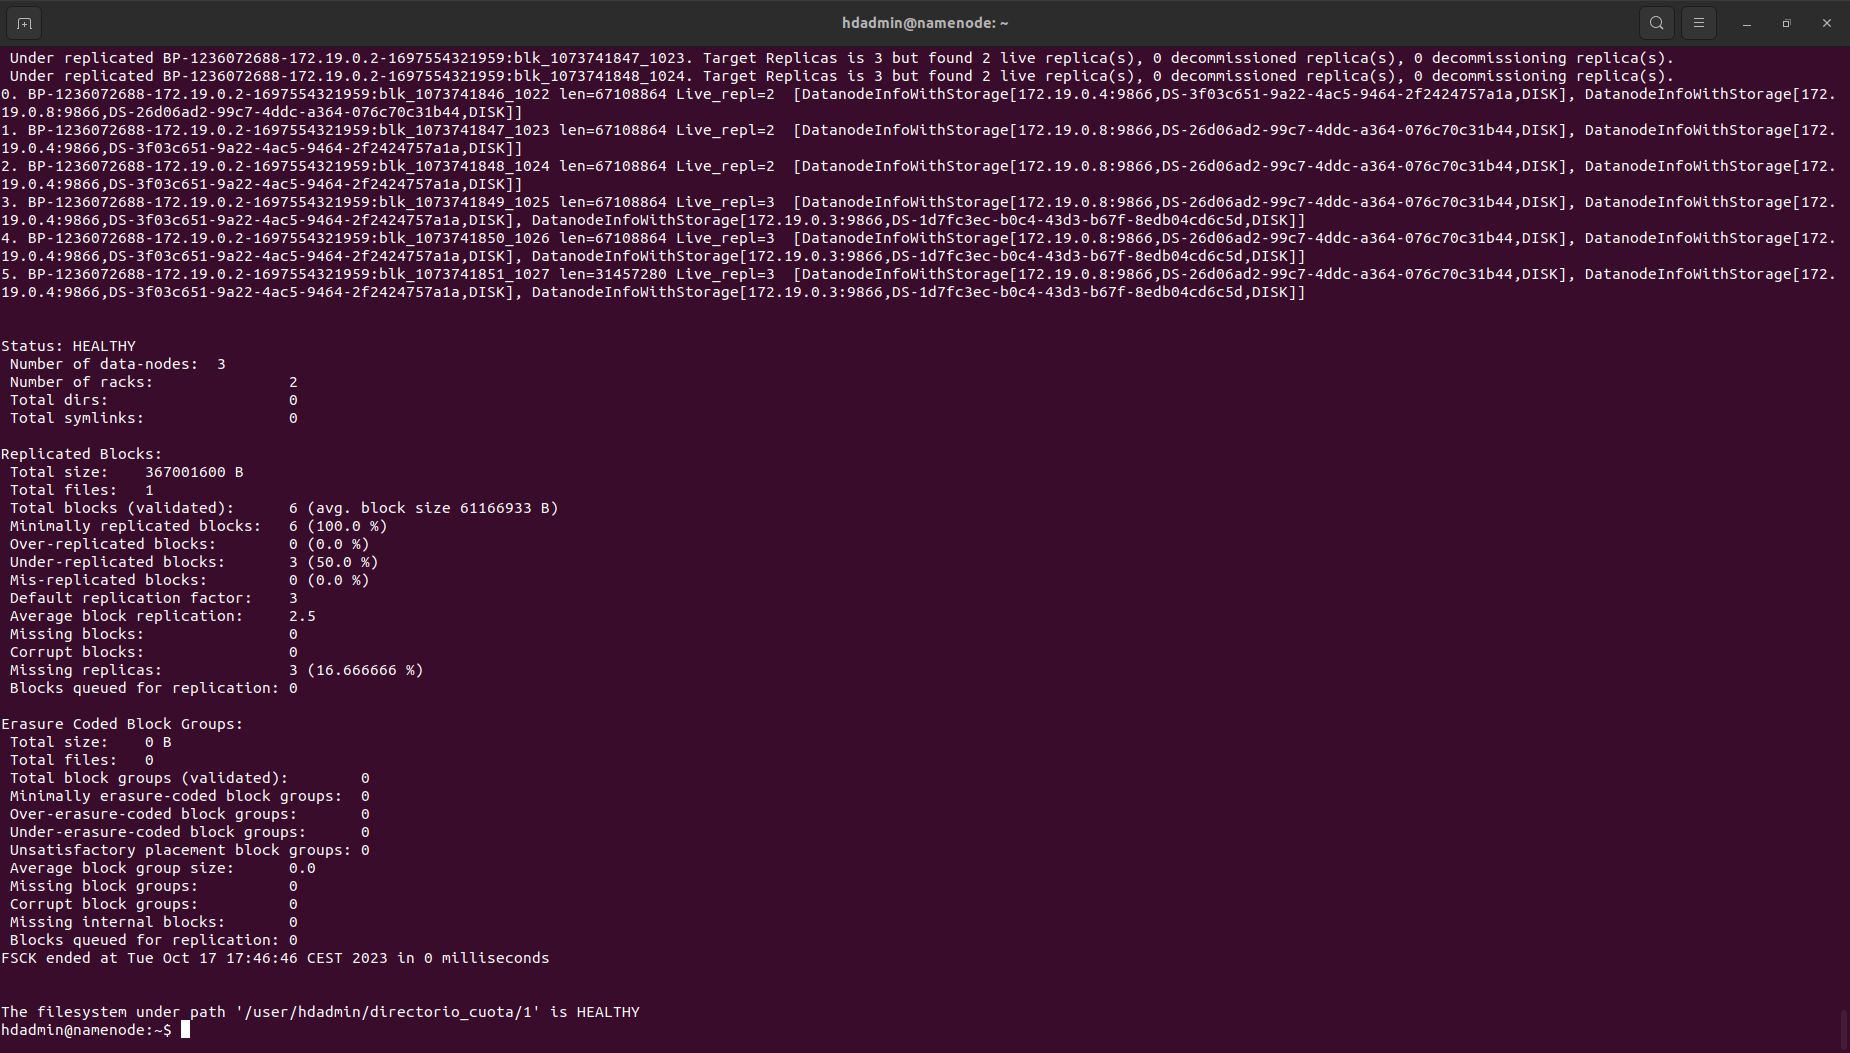 hdadmin@namenode: ~
Under replicated BP-1236072688-172.19.0.2-1697554321959:blk_1073741847_1023. Target Replicas is 3 but found 2 live replica(s), 0 decommissioned replica(s), 0 decommissioning replica(s).
Under replicated BP-1236072688-172.19.0.2-1697554321959:blk_1073741848_1024. Target Replicas is 3 but found 2 live replica(s), 0 decommissioned replica(s), 0 decommissioning replica(s).
0. BP-1236072688-172.19.0.2-1697554321959:blk_1073741846_1022 len=67108864 Live_repl=2  [DatanodeInfoWithStorage[172.19.0.4:9866,DS-3f03c651-9a22-4ac5-9464-2f2424757a1a,DISK], DatanodeInfoWithStorage[172.
19.0.8:9866,DS-26d06ad2-99c7-4ddc-a364-076c70c31b44,DISK]]
1. BP-1236072688-172.19.0.2-1697554321959:blk_1073741847_1023 len=67108864 Live_repl=2  [DatanodeInfoWithStorage[172.19.0.8:9866,DS-26d06ad2-99c7-4ddc-a364-076c70c31b44,DISK], DatanodeInfoWithStorage[172.
19.0.4:9866,DS-3f03c651-9a22-4ac5-9464-2f2424757a1a,DISK]]
2. BP-1236072688-172.19.0.2-1697554321959:blk_1073741848_1024 len=67108864 Live_repl=2  [DatanodeInfoWithStorage[172.19.0.8:9866,DS-26d06ad2-99c7-4ddc-a364-076c70c31b44,DISK], DatanodeInfoWithStorage[172.
19.0.4:9866,DS-3f03c651-9a22-4ac5-9464-2f2424757a1a,DISK]]
3. BP-1236072688-172.19.0.2-1697554321959:blk_1073741849_1025 len=67108864 Live_repl=3  [DatanodeInfoWithStorage[172.19.0.8:9866,DS-26d06ad2-99c7-4ddc-a364-076c70c31b44,DISK], DatanodeInfoWithStorage[172.
19.0.4:9866,DS-3f03c651-9a22-4ac5-9464-2f2424757a1a,DISK], DatanodeInfoWithStorage[172.19.0.3:9866,DS-1d7fc3ec-b0c4-43d3-b67f-8edb04cd6c5d,DISK]]
4. BP-1236072688-172.19.0.2-1697554321959:blk_1073741850_1026 len=67108864 Live_repl=3  [DatanodeInfoWithStorage[172.19.0.8:9866,DS-26d06ad2-99c7-4ddc-a364-076c70c31b44,DISK], DatanodeInfoWithStorage[172.
19.0.4:9866,DS-3f03c651-9a22-4ac5-9464-2f2424757a1a,DISK], DatanodeInfoWithStorage[172.19.0.3:9866,DS-1d7fc3ec-b0c4-43d3-b67f-8edb04cd6c5d,DISK]]
5. BP-1236072688-172.19.0.2-1697554321959:blk_1073741851_1027 len=31457280 Live_repl=3  [DatanodeInfoWithStorage[172.19.0.8:9866,DS-26d06ad2-99c7-4ddc-a364-076c70c31b44,DISK], DatanodeInfoWithStorage[172.
19.0.4:9866,DS-3f03c651-9a22-4ac5-9464-2f2424757a1a,DISK], DatanodeInfoWithStorage[172.19.0.3:9866,DS-1d7fc3ec-b0c4-43d3-b67f-8edb04cd6c5d,DISK]]
Status: HEALTHY
Number of data-nodes:  3
Number of racks:               2
Total dirs:                    0
Total symlinks:                0
Replicated Blocks:
Total size:    367001600 B
Total files:   1
Total blocks (validated):      6 (avg. block size 61166933 B)
Minimally replicated blocks:   6 (100.0 %)
Over-replicated blocks:        0 (0.0 %)
Under-replicated blocks:       3 (50.0 %)
Mis-replicated blocks:         0 (0.0 %)
Default replication factor:    3
Average block replication:     2.5
Missing blocks:                0
Corrupt blocks:                0
Missing replicas:              3 (16.666666 %)
Blocks queued for replication: 0
Erasure Coded Block Groups:
Total size:    0 B
Total files:   0
Total block groups (validated):        0
Minimally erasure-coded block groups:  0
Over-erasure-coded block groups:       0
Under-erasure-coded block groups:      0
Unsatisfactory placement block groups: 0
Average block group size:      0.0
Missing block groups:          0
Corrupt block groups:          0
Missing internal blocks:       0
Blocks queued for replication: 0
FSCK ended at Tue Oct 17 17:46:46 CEST 2023 in 0 milliseconds
The filesystem under path '/user/hdadmin/directorio_cuota/1' is HEALTHY
hdadmin@namenode:~$